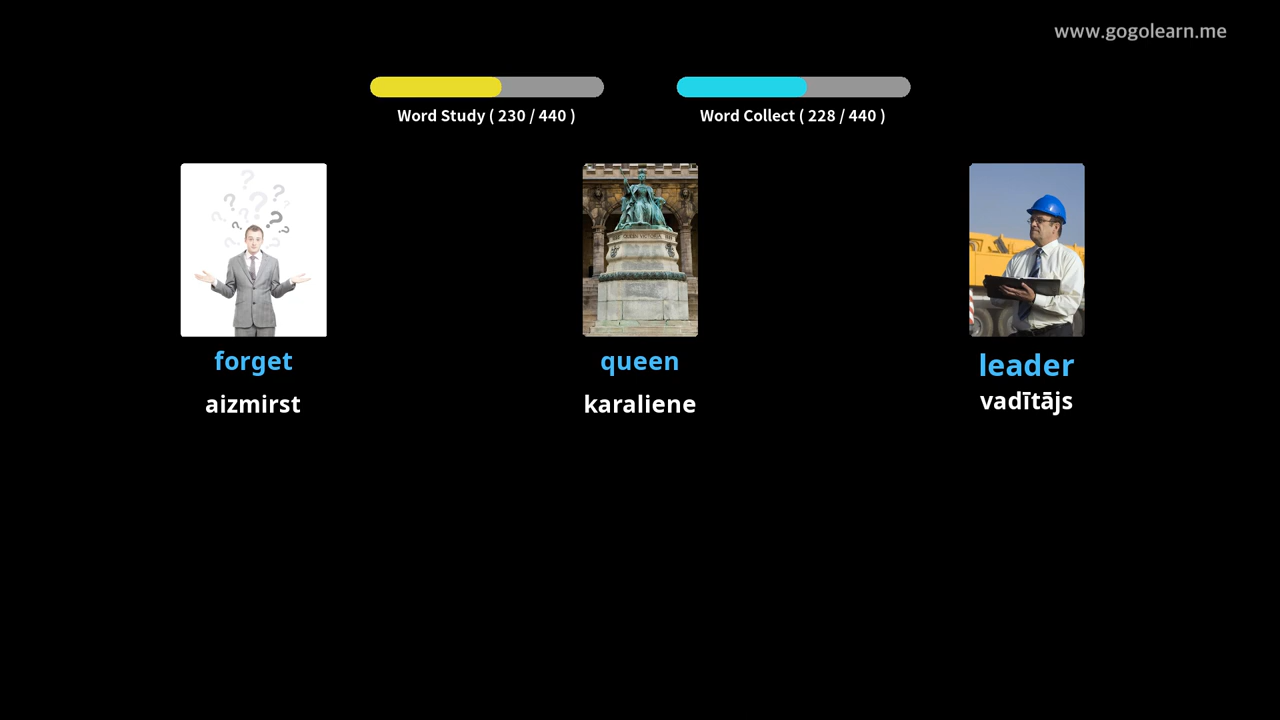 www.gogolearn.me
Word Study ( 230 / 440 )
Word Collect ( 228 / 440 )
forget
queen
leader
aizmirst
karaliene
vadītājs